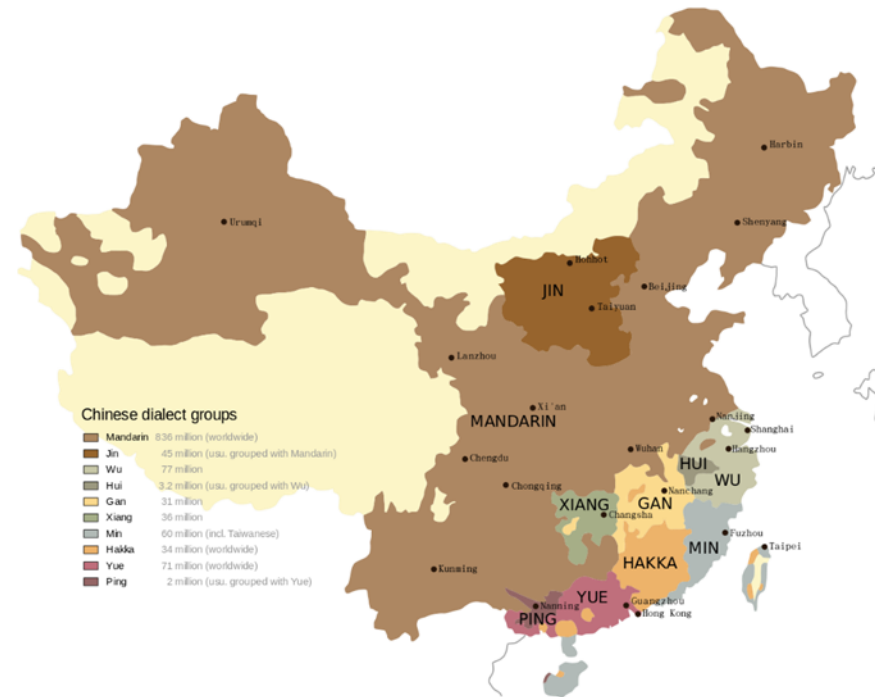 Harbin
Urumqi
Shenyang
Hohhot
JIN
Beijing
Taiyuan
Lanzhou
Xi'an
MANDARIN
Nanjing
Shanghai
Wuhan
Hangzhou
Chengdu
HUI
WU
Chongqing
Nanchang
XIANG
GAN
Changsha
Fuzhou
MIN
Taipei
HAKKA
Kunming
YUE
Guangzhou
Nanning
Hong Kong
PING
Chinese dialect groups
Mandarin 836 million (worldwide)
Jin 45 million (usu. grouped with Mandarin)
Wu 77 million
Hui 3.2 million (usu. grouped with Wu)
Gan 31 million
Xiang 36 million
Min 60 million (incl. Taiwanese)
Hakka 34 million (worldwide)
Yue 71 million (worldwide)
Ping 2 million (usu. grouped with Yue)